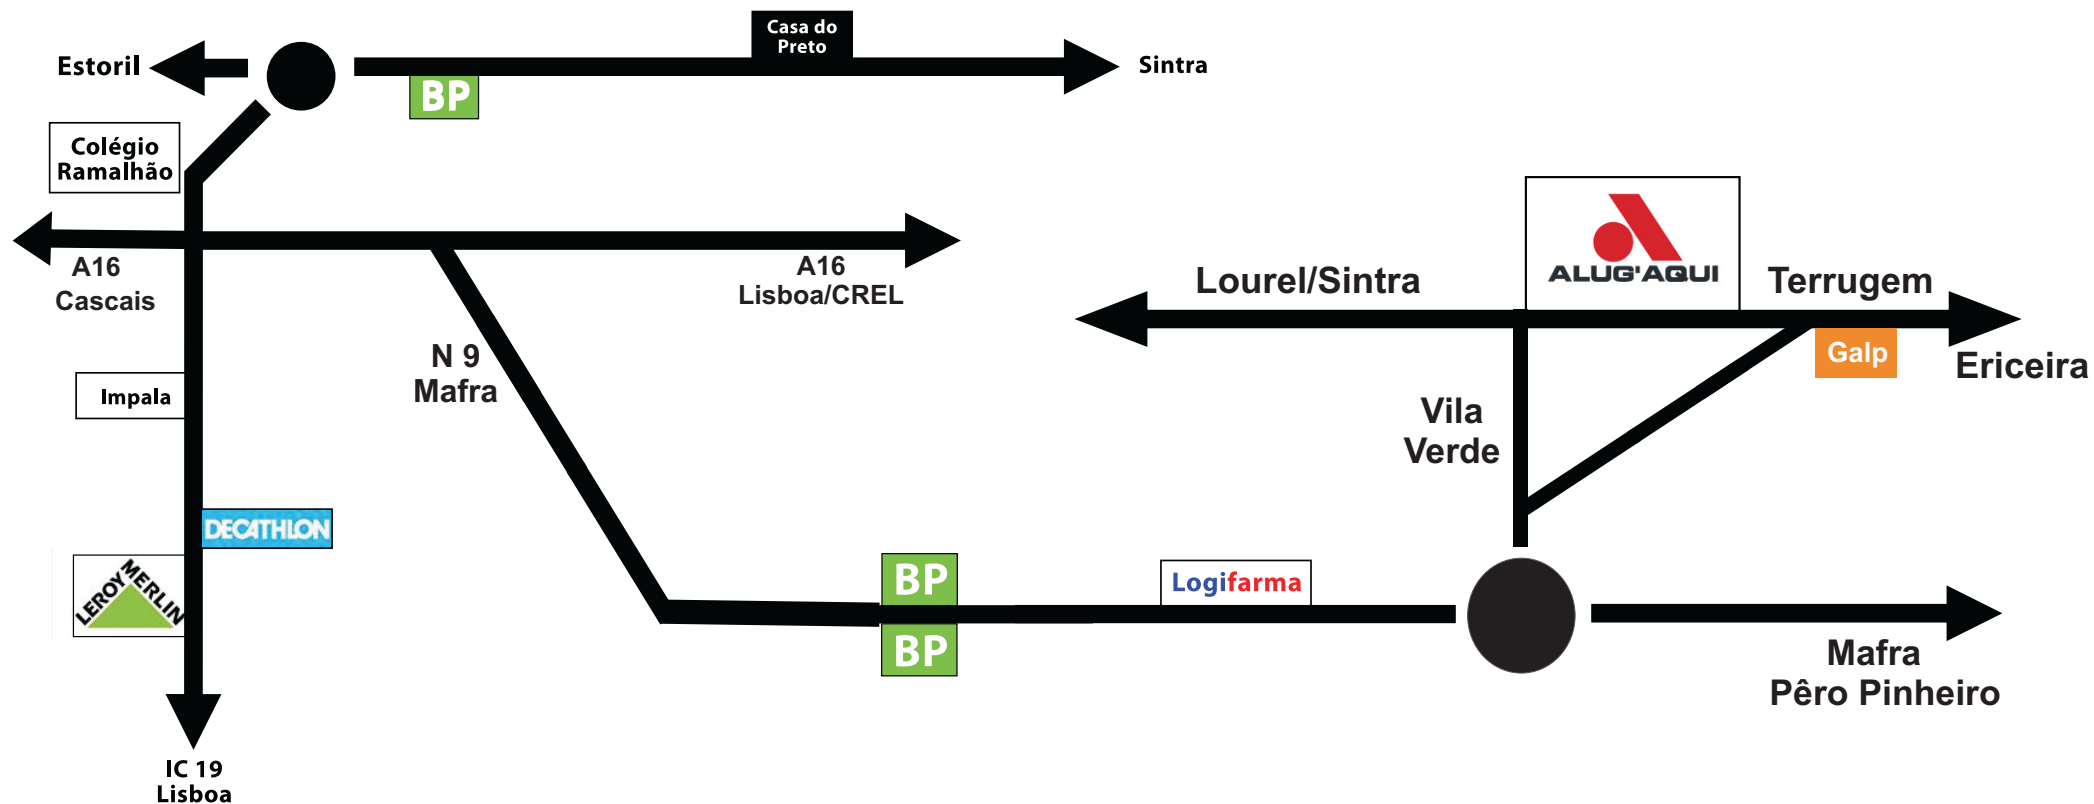 Casa do
Preto
Estoril
Sintra
BP
Colégio
Ramalhão
A16
Cascais
A16
Lisboa/CREL
Lourel/Sintra
ALUG'AQUI
Terrugem
N 9
Mafra
Galp
Ericeira
Impala
Vila
Verde
DECATHLON
LEROY MERLIN
BP
Logifarma
BP
Mafra
Pêro Pinheiro
IC 19
Lisboa